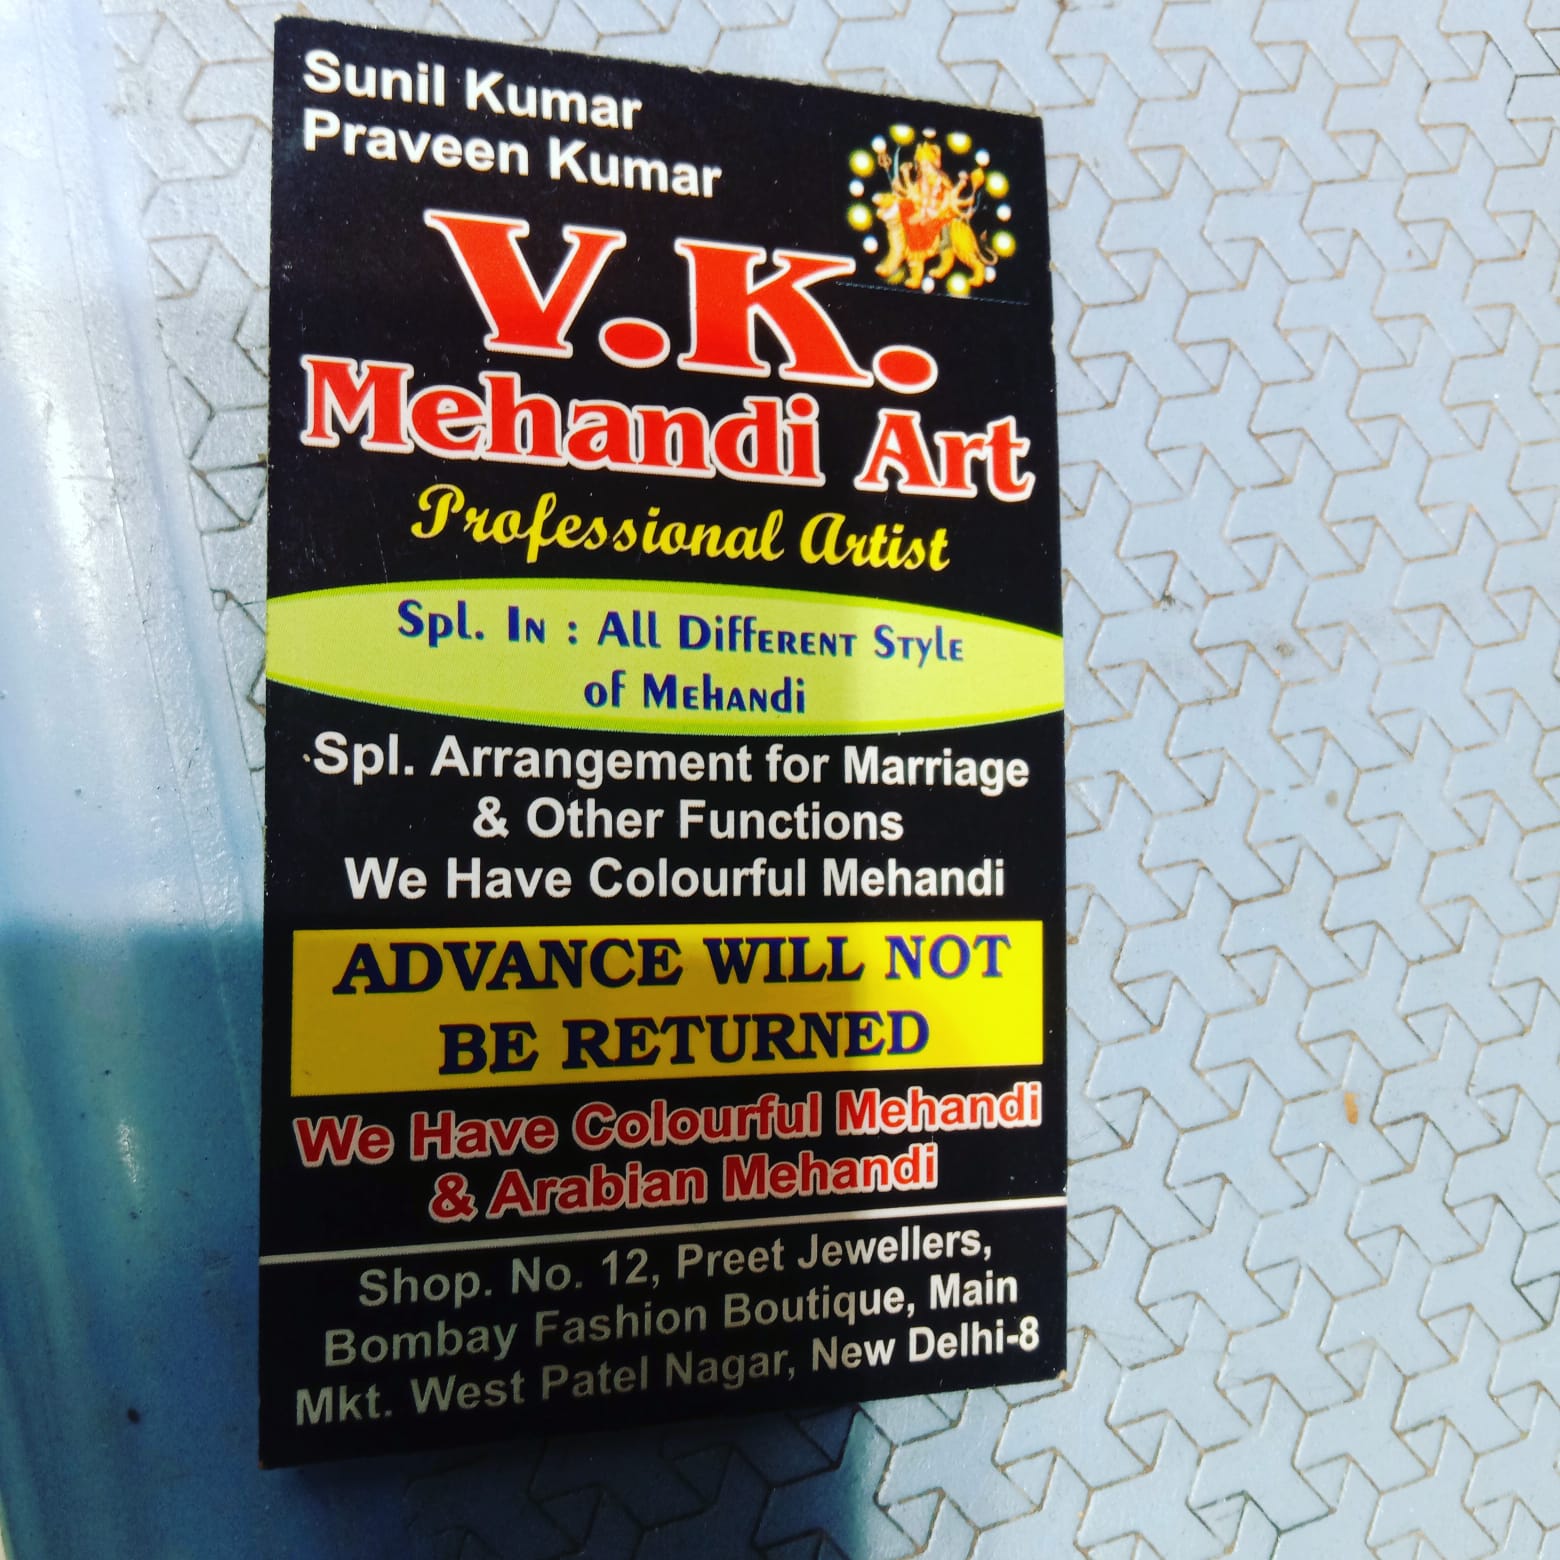 Sunil Kumar
Praveen Kumar
V.K.
Mehandi Art
Professional Artist
Spl. In : All Different Style
of Mehandi
Spl. Arrangement for Marriage
& Other Functions
We Have Colourful Mehandi
ADVANCE WILL NOT
BE RETURNED
We Have Colourful Mehandi
& Arabian Mehandi
Shop. No. 12, Preet Jewellers,
Bombay Fashion Boutique, Main
Mkt. West Patel Nagar, New Delhi-8